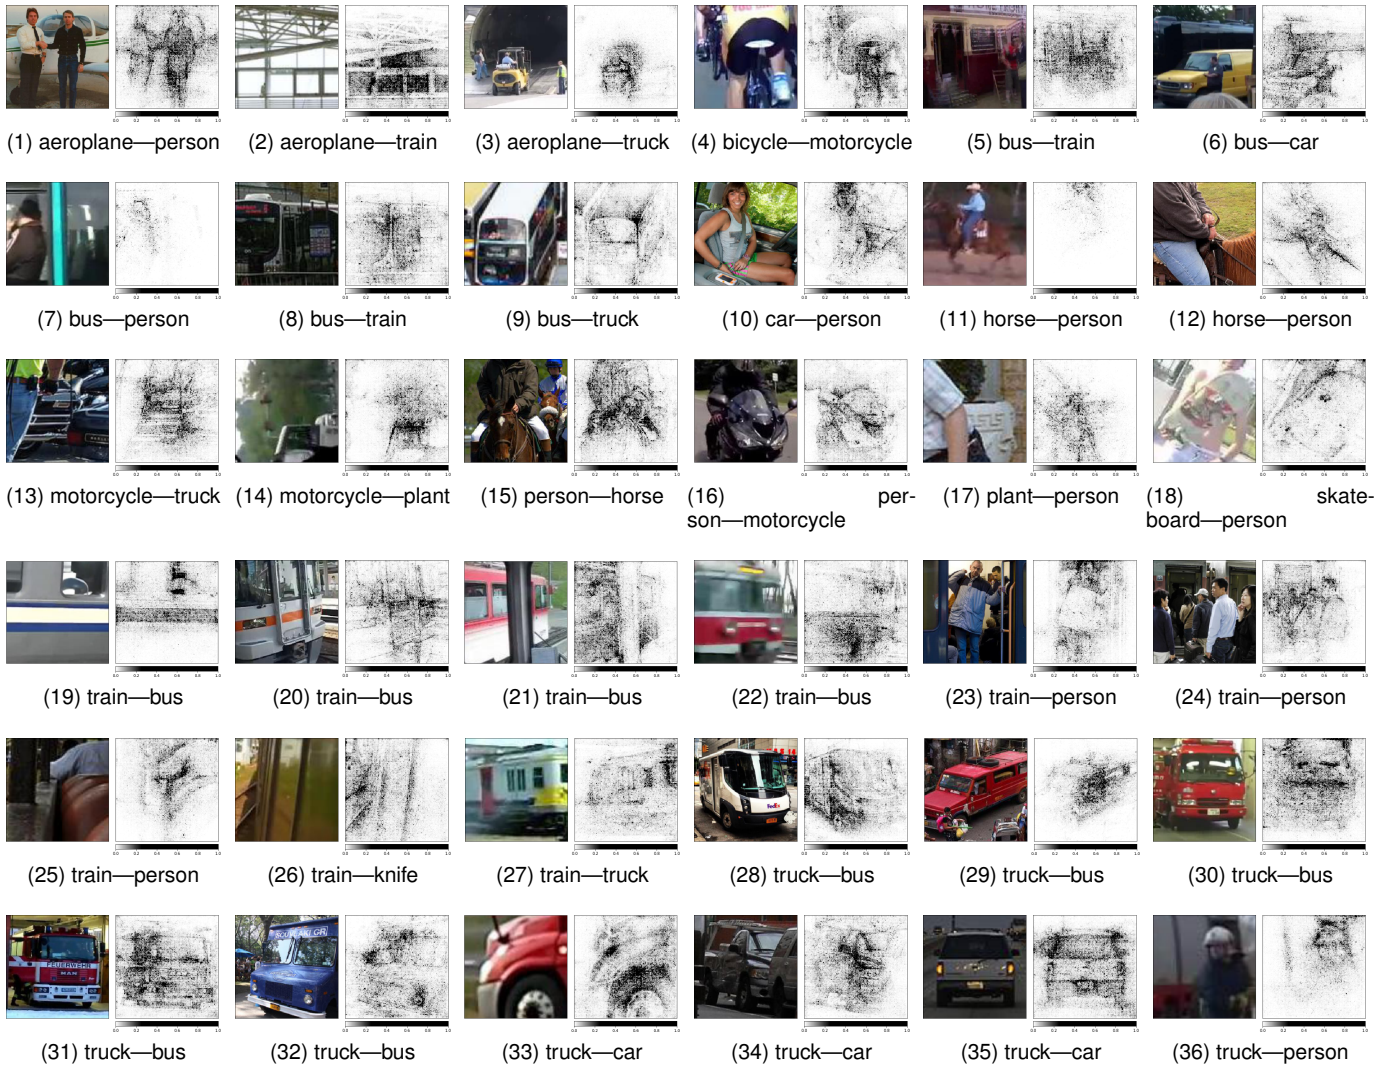 (1) aeroplane—person (2) aeroplane—train (3) aeroplane—truck (4) bicycle—motorcycle (5) bus—train (6) bus—car
(7) bus—person (8) bus—train (9) bus—truck (10) car—person (11) horse—person (12) horse—person
(13) motorcycle—truck (14) motorcycle—plant (15) person—horse (16) per-
son—motorcycle (17) plant—person (18) skate-
board—person
(19) train—bus (20) train—bus (21) train—bus (22) train—bus (23) train—person (24) train—person
FedEx
(25) train—person (26) train—knife (27) train—truck (28) truck—bus (29) truck—bus (30) truck—bus
SOUVLAKI GR
FEUERWEHR
MAN
(31) truck—bus (32) truck—bus (33) truck—car (34) truck—car (35) truck—car (36) truck—person